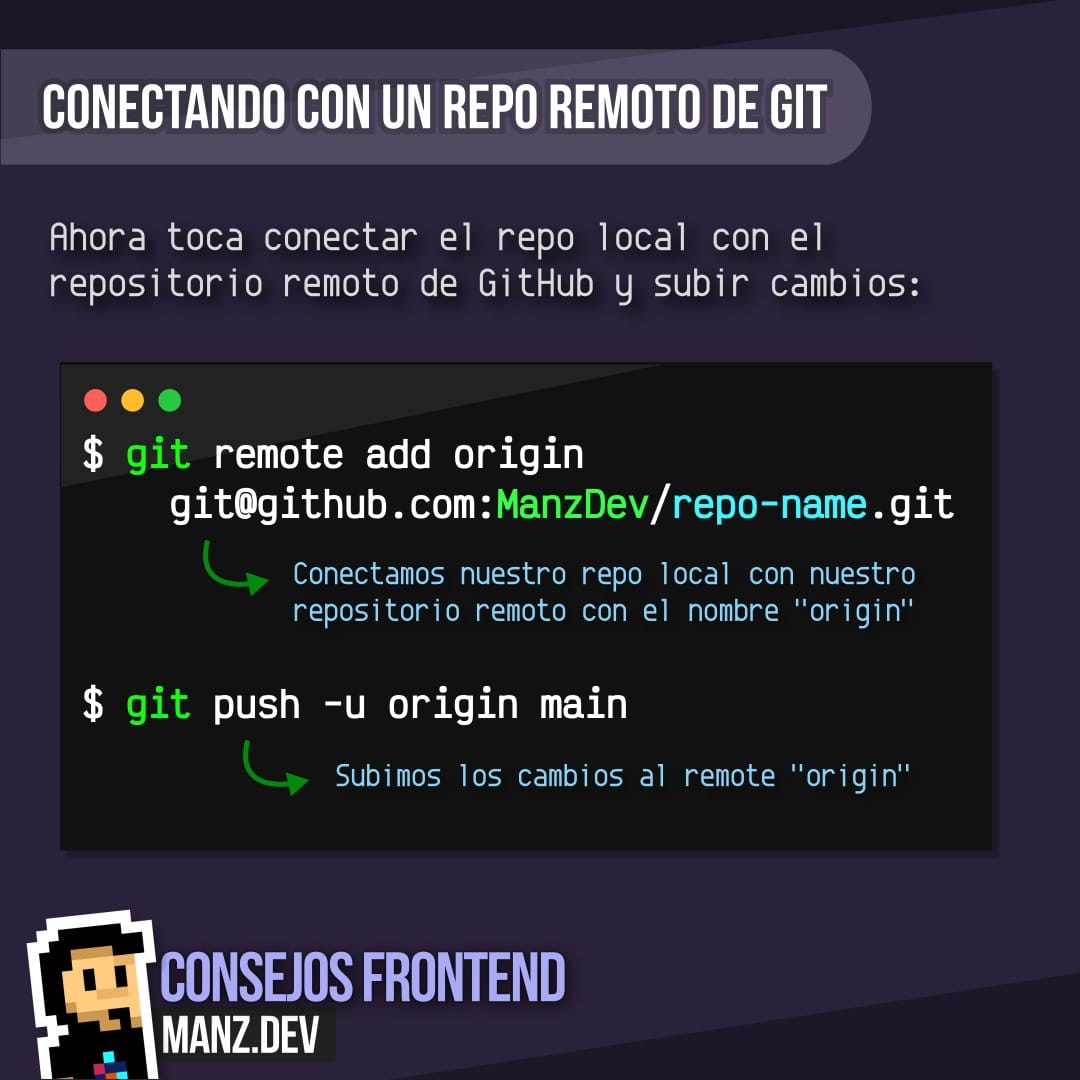 CONECTANDO CON UN REPO REMOTO DE GIT
Ahora toca conectar el repo local con el
repositorio remoto de GitHub y subir cambios:
$ git remote add origin
git@github.com:ManzDev/repo-name.git
Conectamos nuestro repo local con nuestro
repositorio remoto con el nombre "origin"
$ git push -u origin main
Subimos los cambios al remote "origin"
CONSEJOS FRONTEND
MANZ.DEV